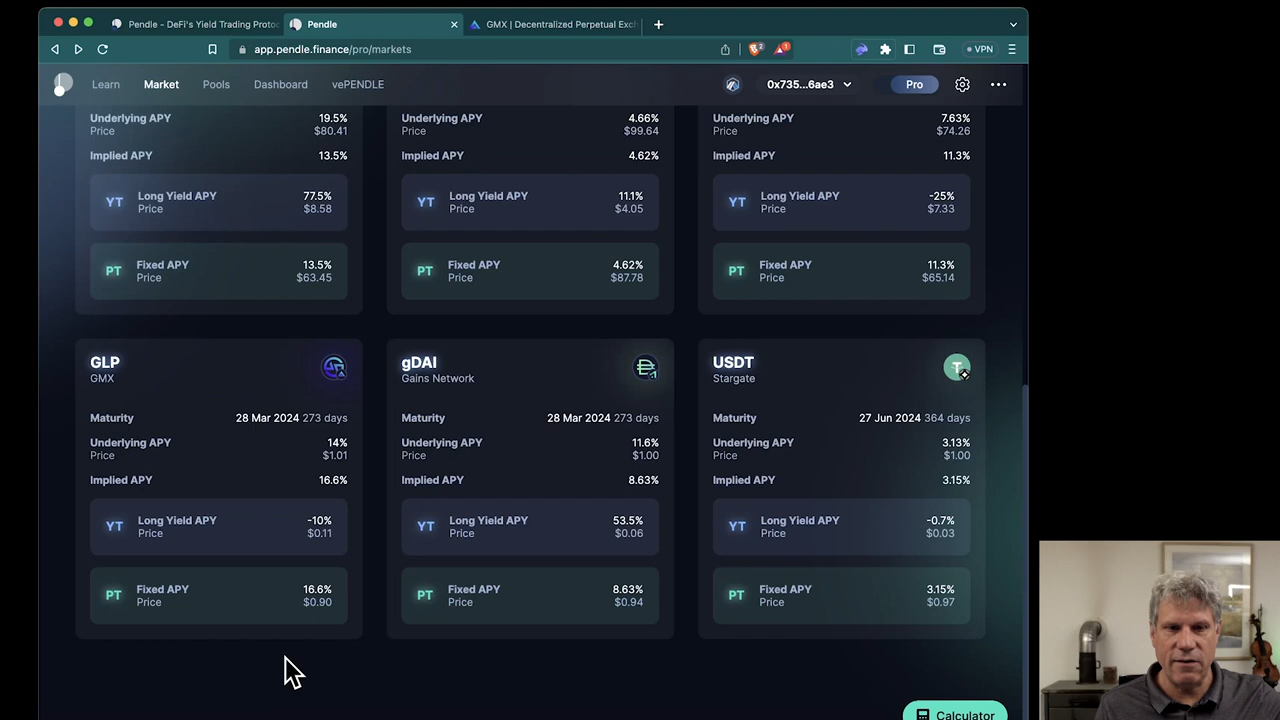 Pendle - DeFi's Yield Trading Proto
Pendle
GMX | Decentralized Perpetual Exc
app.pendle.finance/pro/markets
2
1
VPN
Learn
Market
Pools
Dashboard
vePENDLE
0x735...6ae3
Pro
Underlying APY 19.5%
Price $80.41
Implied APY 13.5%
YT
Long Yield APY 77.5%
Price $8.58
PT
Fixed APY 13.5%
Price $63.45
Underlying APY 4.66%
Price $99.64
Implied APY 4.62%
YT
Long Yield APY 11.1%
Price $4.05
PT
Fixed APY 4.62%
Price $87.78
Underlying APY 7.63%
Price $74.26
Implied APY 11.3%
YT
Long Yield APY -25%
Price $7.33
PT
Fixed APY 11.3%
Price $65.14
GLP
GMX
Maturity 28 Mar 2024 273 days
Underlying APY 14%
Price $1.01
Implied APY 16.6%
YT
Long Yield APY -10%
Price $0.11
PT
Fixed APY 16.6%
Price $0.90
gDAI
Gains Network
Maturity 28 Mar 2024 273 days
Underlying APY 11.6%
Price $1.00
Implied APY 8.63%
YT
Long Yield APY 53.5%
Price $0.06
PT
Fixed APY 8.63%
Price $0.94
USDT
Stargate
Maturity 27 Jun 2024 364 days
Underlying APY 3.13%
Price $1.00
Implied APY 3.15%
YT
Long Yield APY -0.7%
Price $0.03
PT
Fixed APY 3.15%
Price $0.97
Calculator